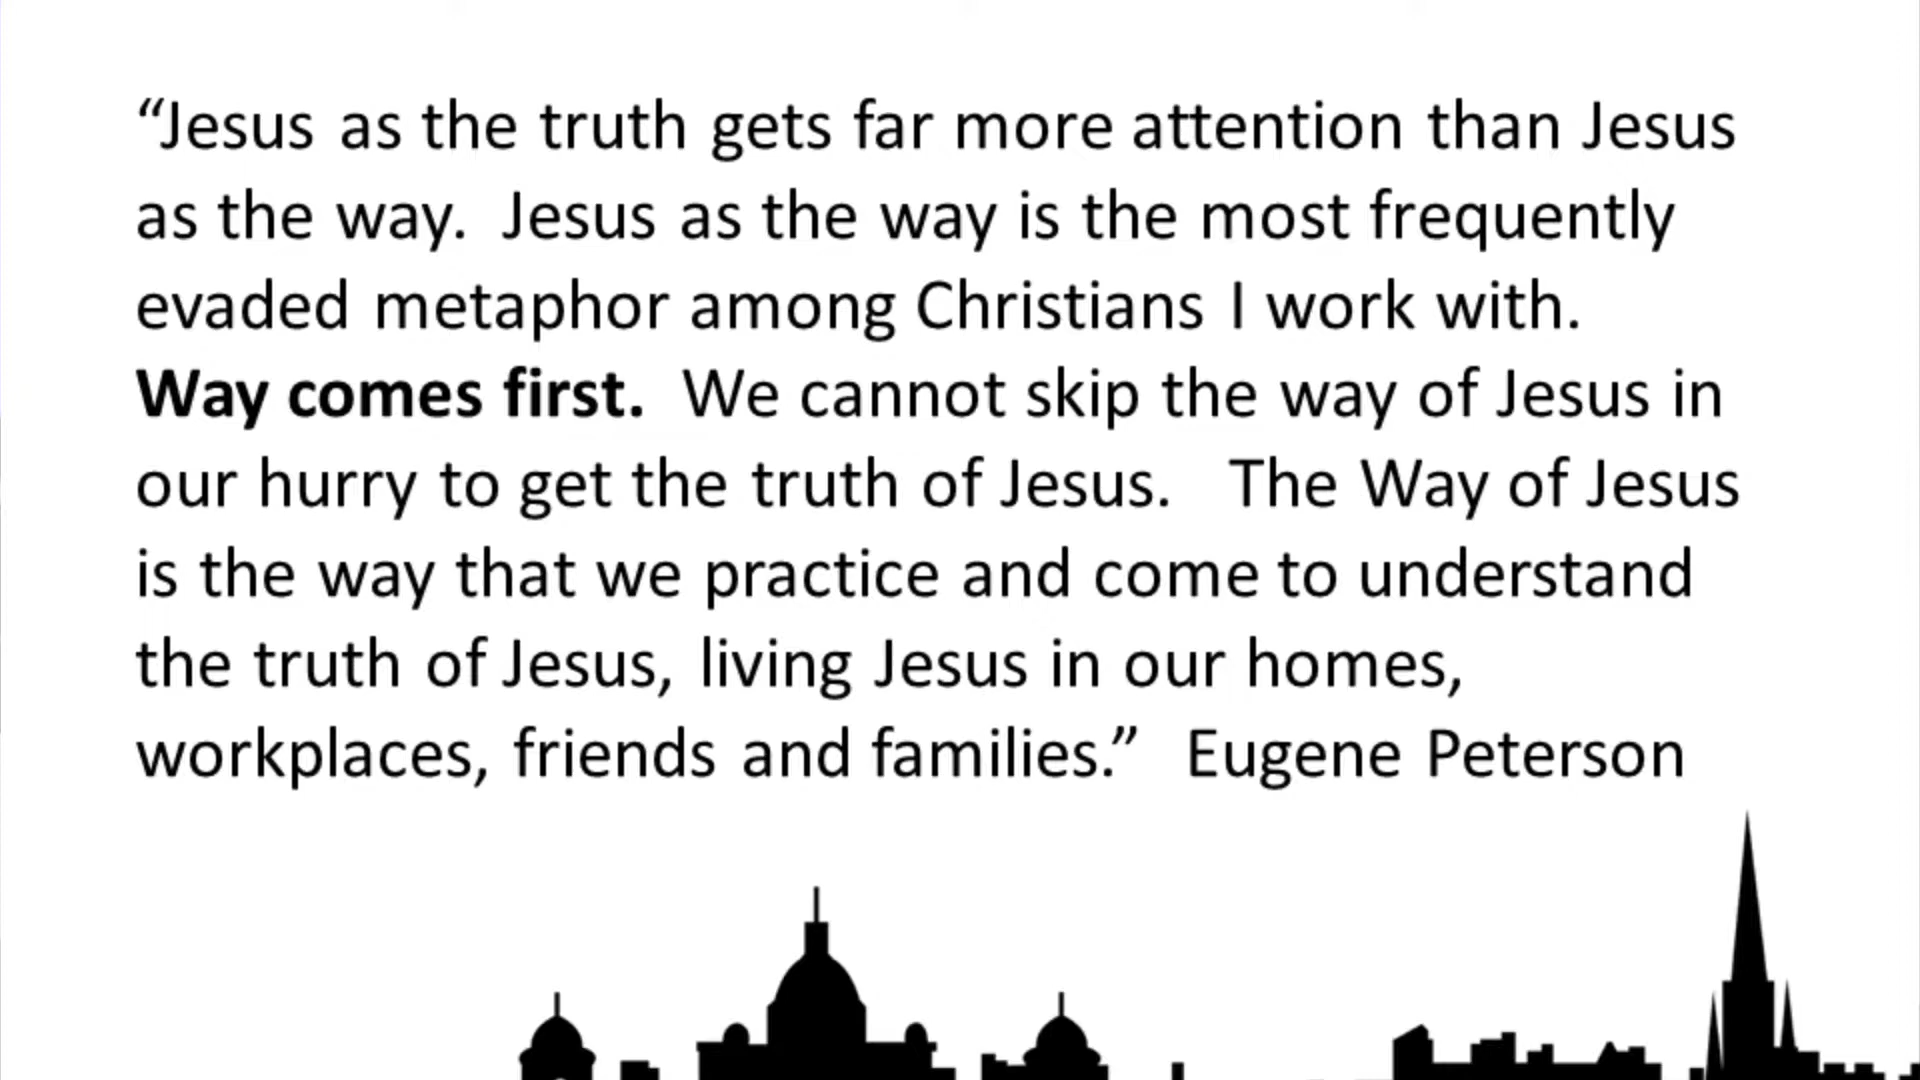 “Jesus as the truth gets far more attention than Jesus
as the way.  Jesus as the way is the most frequently
evaded metaphor among Christians I work with.
Way comes first.  We cannot skip the way of Jesus in
our hurry to get the truth of Jesus.   The Way of Jesus
is the way that we practice and come to understand
the truth of Jesus, living Jesus in our homes,
workplaces, friends and families.”  Eugene Peterson